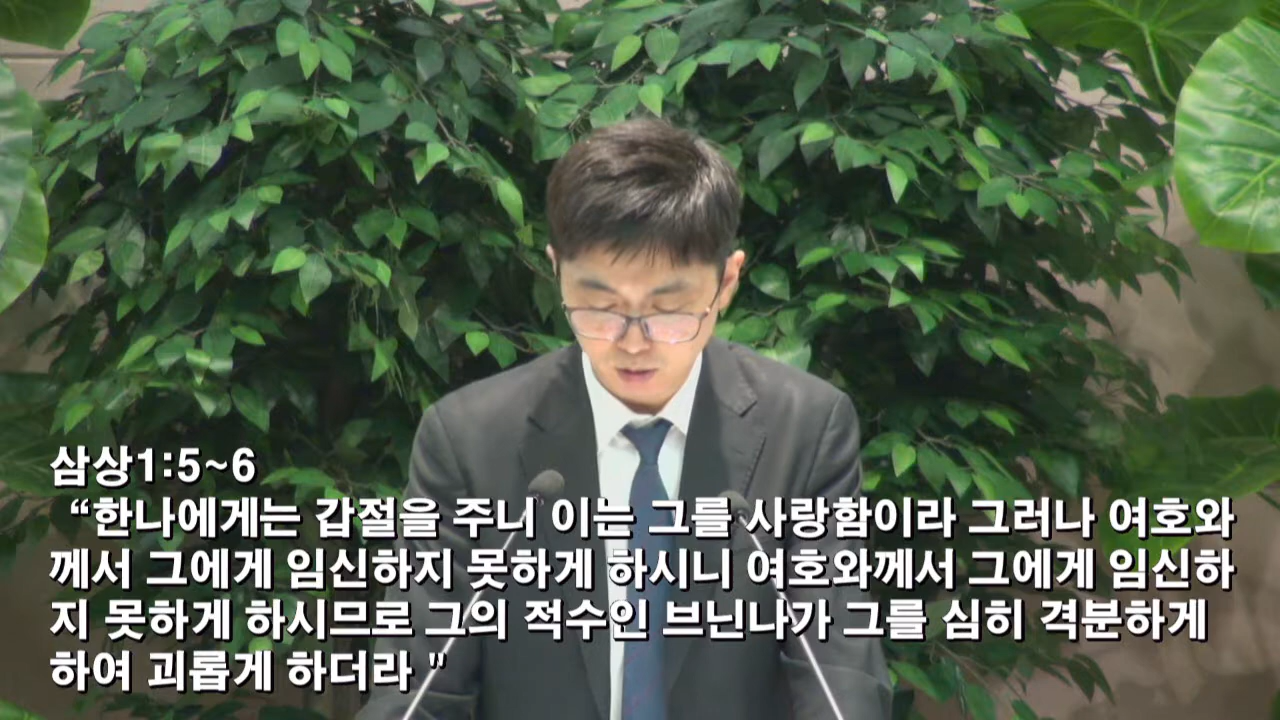 삼상1:5~6
“한나에게는 갑절을 주니 이는 그를 사랑함이라 그러나 여호와
께서 그에게 임신하지 못하게 하시니 여호와께서 그에게 임신하
지 못하게 하시므로 그의 적수인 브닌나가 그를 심히 격분하게
하여 괴롭게 하더라 "